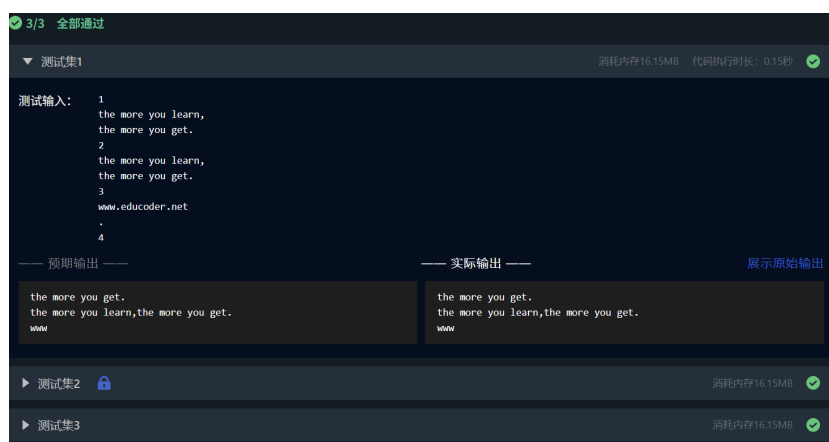 3/3 全部通过
测试集1 消耗内存16.15MB 代码执行时长：0.15秒
测试输入： 1
the more you learn,
the more you get.
2
the more you learn,
the more you get.
3
www.educoder.net
.
4
—— 预期输出 —— —— 实际输出 —— 展示原始输出
the more you get. the more you get.
the more you learn,the more you get. the more you learn,the more you get.
www www
测试集2 消耗内存16.15MB
测试集3 消耗内存16.15MB